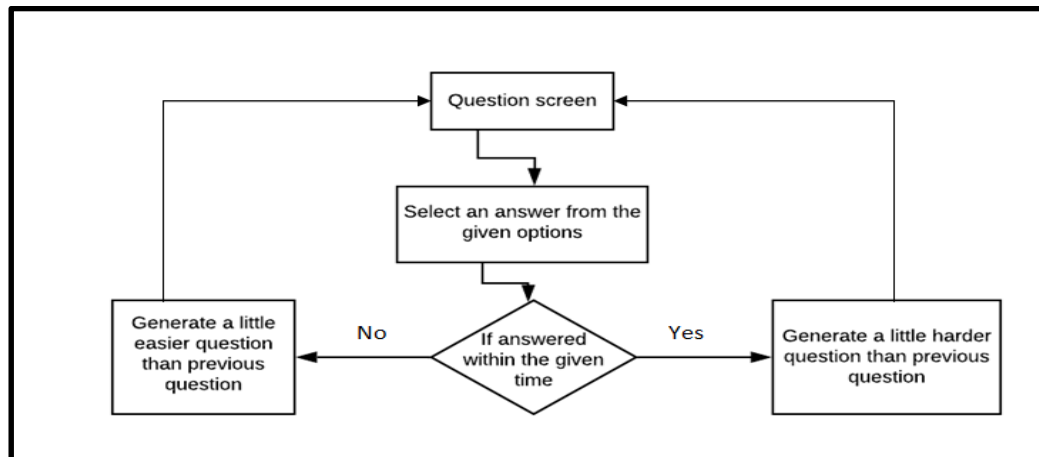 Question screen
Select an answer from the
given options
Generate a little
easier question
than previous
question
No
If answered
within the given
time
Yes
Generate a little harder
question than previous
question